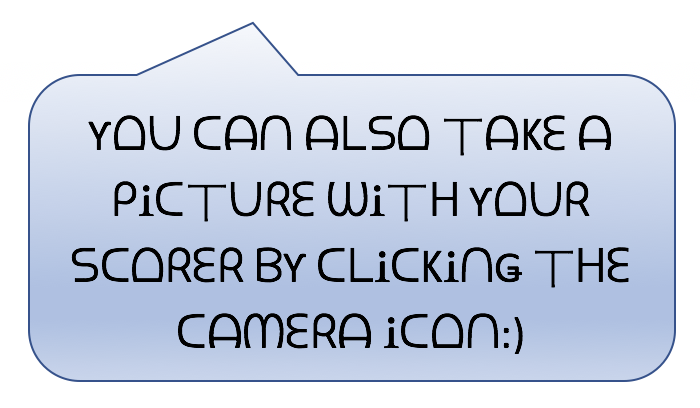 YOU CAN ALSO TAKE A
PiCTURE WiTH YOUR
SCORER BY CLiCKiNG THE
CAMERA iCON:)